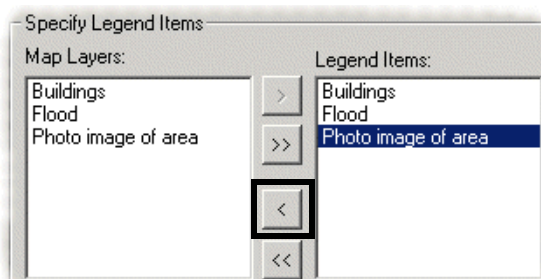 Specify Legend Items
Map Layers:
Buildings
Flood
Photo image of area
>
>>
<
<<
Legend Items:
Buildings
Flood
Photo image of area